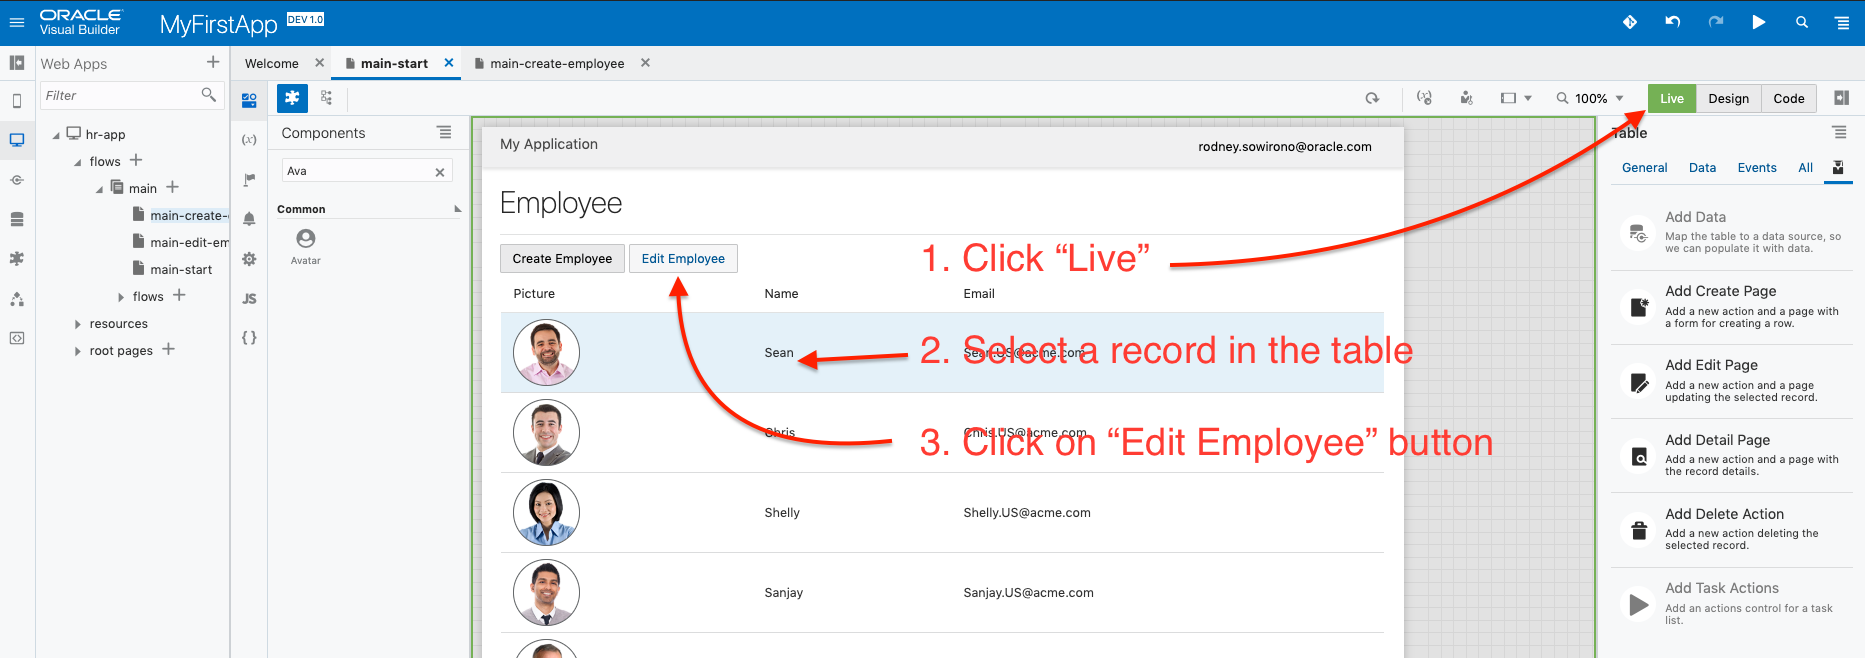 ORACLE
Visual Builder
MyFirstApp DEV 1.0
Web Apps
Filter
hr-app
flows
main
main-create-
main-edit-em
main-start
flows
resources
root pages
Welcome
main-start
main-create-employee
100%
Live
Design
Code
(x)
JS
{ }
Components
Ava
Common
Avatar
My Application
rodney.sowirono@oracle.com
Employee
Create Employee
Edit Employee
Picture
Name
Email
Sean
Sean.US@acme.com
Chris
Chris.US@acme.com
Shelly
Shelly.US@acme.com
Sanjay
Sanjay.US@acme.com
1. Click “Live”
2. Select a record in the table
3. Click on “Edit Employee” button
Table
General
Data
Events
All
Add Data
Map the table to a data source, so
we can populate it with data.
Add Create Page
Add a new action and a page with
a form for creating a row.
Add Edit Page
Add a new action and a page
updating the selected record.
Add Detail Page
Add a new action and a page with
the record details.
Add Delete Action
Add a new action deleting the
selected record.
Add Task Actions
Add an actions control for a task
list.